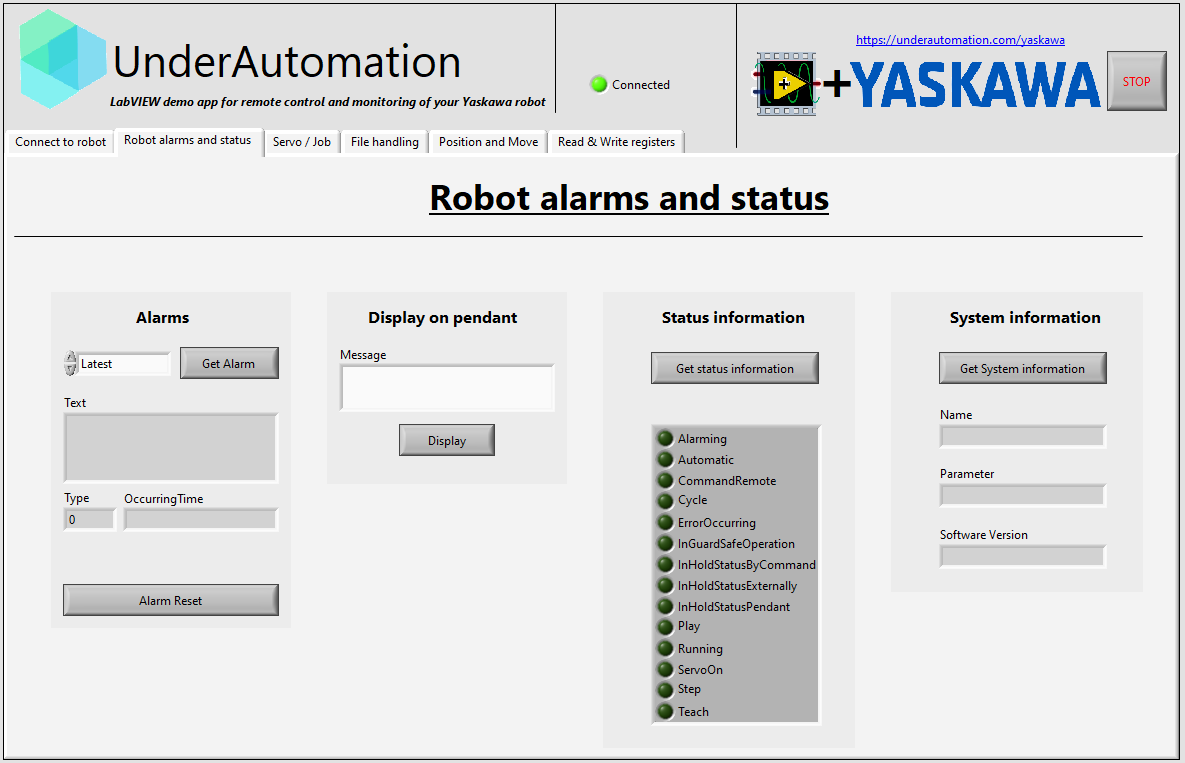 UnderAutomation
LabVIEW demo app for remote control and monitoring of your Yaskawa robot
Connected
https://underautomation.com/yaskawa
+YASKAWA
STOP
Connect to robot
Robot alarms and status
Servo / Job
File handling
Position and Move
Read & Write registers
Robot alarms and status
Alarms
Latest
Get Alarm
Text
Type
OccurringTime
0
Alarm Reset
Display on pendant
Message
Display
Status information
Get status information
Alarming
Automatic
CommandRemote
Cycle
ErrorOccurring
InGuardSafeOperation
InHoldStatusByCommand
InHoldStatusExternally
InHoldStatusPendant
Play
Running
ServoOn
Step
Teach
System information
Get System information
Name
Parameter
Software Version